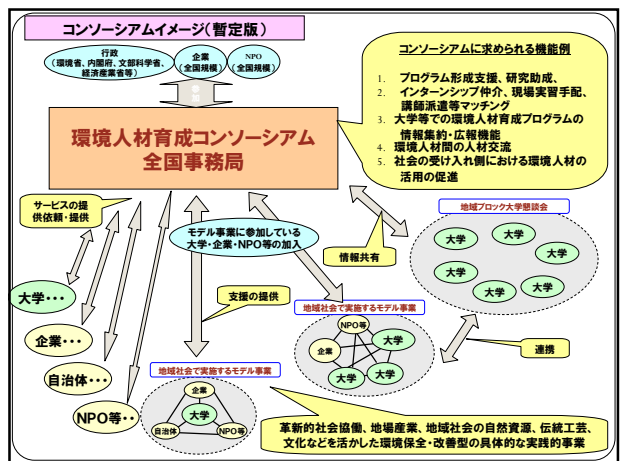 コンソーシアムイメージ（暫定版）
行政
（環境省、内閣府、文部科学省、
経済産業省等）
企業
（全国規模）
NPO
（全国規模）
参加
コンソーシアムに求められる機能例
1. プログラム形成支援、研究助成、
2. インターンシップ仲介、現場実習手配、
講師派遣等マッチング
3. 大学等での環境人材育成プログラムの
情報集約・広報機能
4. 環境人材間の人材交流
5. 社会の受け入れ側における環境人材の
活用の促進
環境人材育成コンソーシアム
全国事務局
サービスの提
供依頼・提供
モデル事業に参加している
大学・企業・NPO等の加入
情報共有
地域ブロック大学懇談会
大学
大学
大学
大学
大学
大学
大学・・・
企業・・・
自治体・・・
NPO等・・
支援の提供
地域社会で実施するモデル事業
NPO等
企業
大学
大学
大学
連携
地域社会で実施するモデル事業
企業
大学
自治体
NPO等
革新的社会協働、地場産業、地域社会の自然資源、伝統工芸、
文化などを活かした環境保全・改善型の具体的な実践的事業